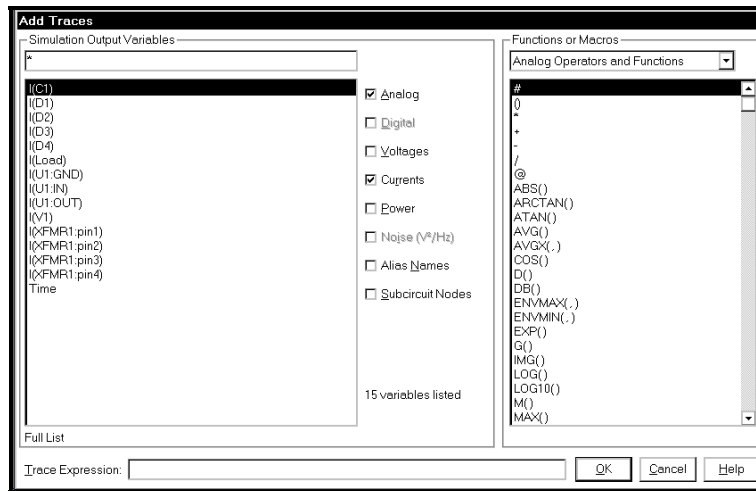 Add Traces
Simulation Output Variables
*
I(C1)
I(D1)
I(D2)
I(D3)
I(D4)
I(Load)
I(U1:GND)
I(U1:IN)
I(U1:OUT)
I(V1)
I(XFMR1:pin1)
I(XFMR1:pin2)
I(XFMR1:pin3)
I(XFMR1:pin4)
Time
Full List
Analog
Digital
Voltages
Currents
Power
Noise (V²/Hz)
Alias Names
Subcircuit Nodes
15 variables listed
Functions or Macros
Analog Operators and Functions
#
()
*
+
-
/
@
ABS()
ARCTAN()
ATAN()
AVG()
AVGX(,)
COS()
D()
DB()
ENVMAX(,)
ENVMIN(,)
EXP()
G()
IMG()
LOG()
LOG10()
M()
MAX()
Trace Expression:
OK
Cancel
Help